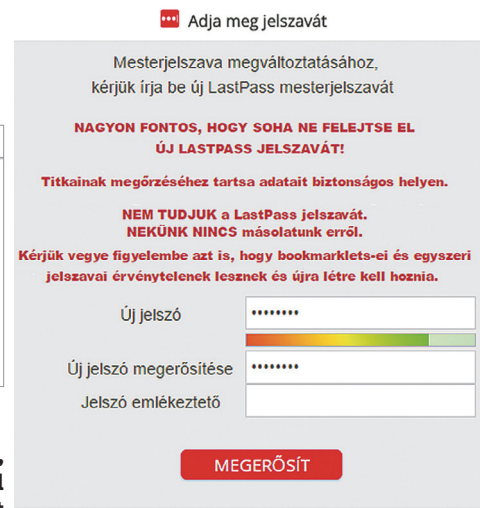 Adja meg jelszavát
Mesterjelszava megváltoztatásához,
kérjük írja be új LastPass mesterjelszavát
NAGYON FONTOS, HOGY SOHA NE FELEJTSE EL
ÚJ LASTPASS JELSZAVÁT!
Titkainak megőrzéséhez tartsa adatait biztonságos helyen.
NEM TUDJUK a LastPass jelszavát.
NEKÜNK NINCS másolatunk erről.
Kérjük vegye figyelembe azt is, hogy bookmarklets-ei és egyszeri
jelszavai érvénytelenek lesznek és újra létre kell hoznia.
Új jelszó ••••••••
Új jelszó megerősítése ••••••••
Jelszó emlékeztető
MEGERŐSÍT